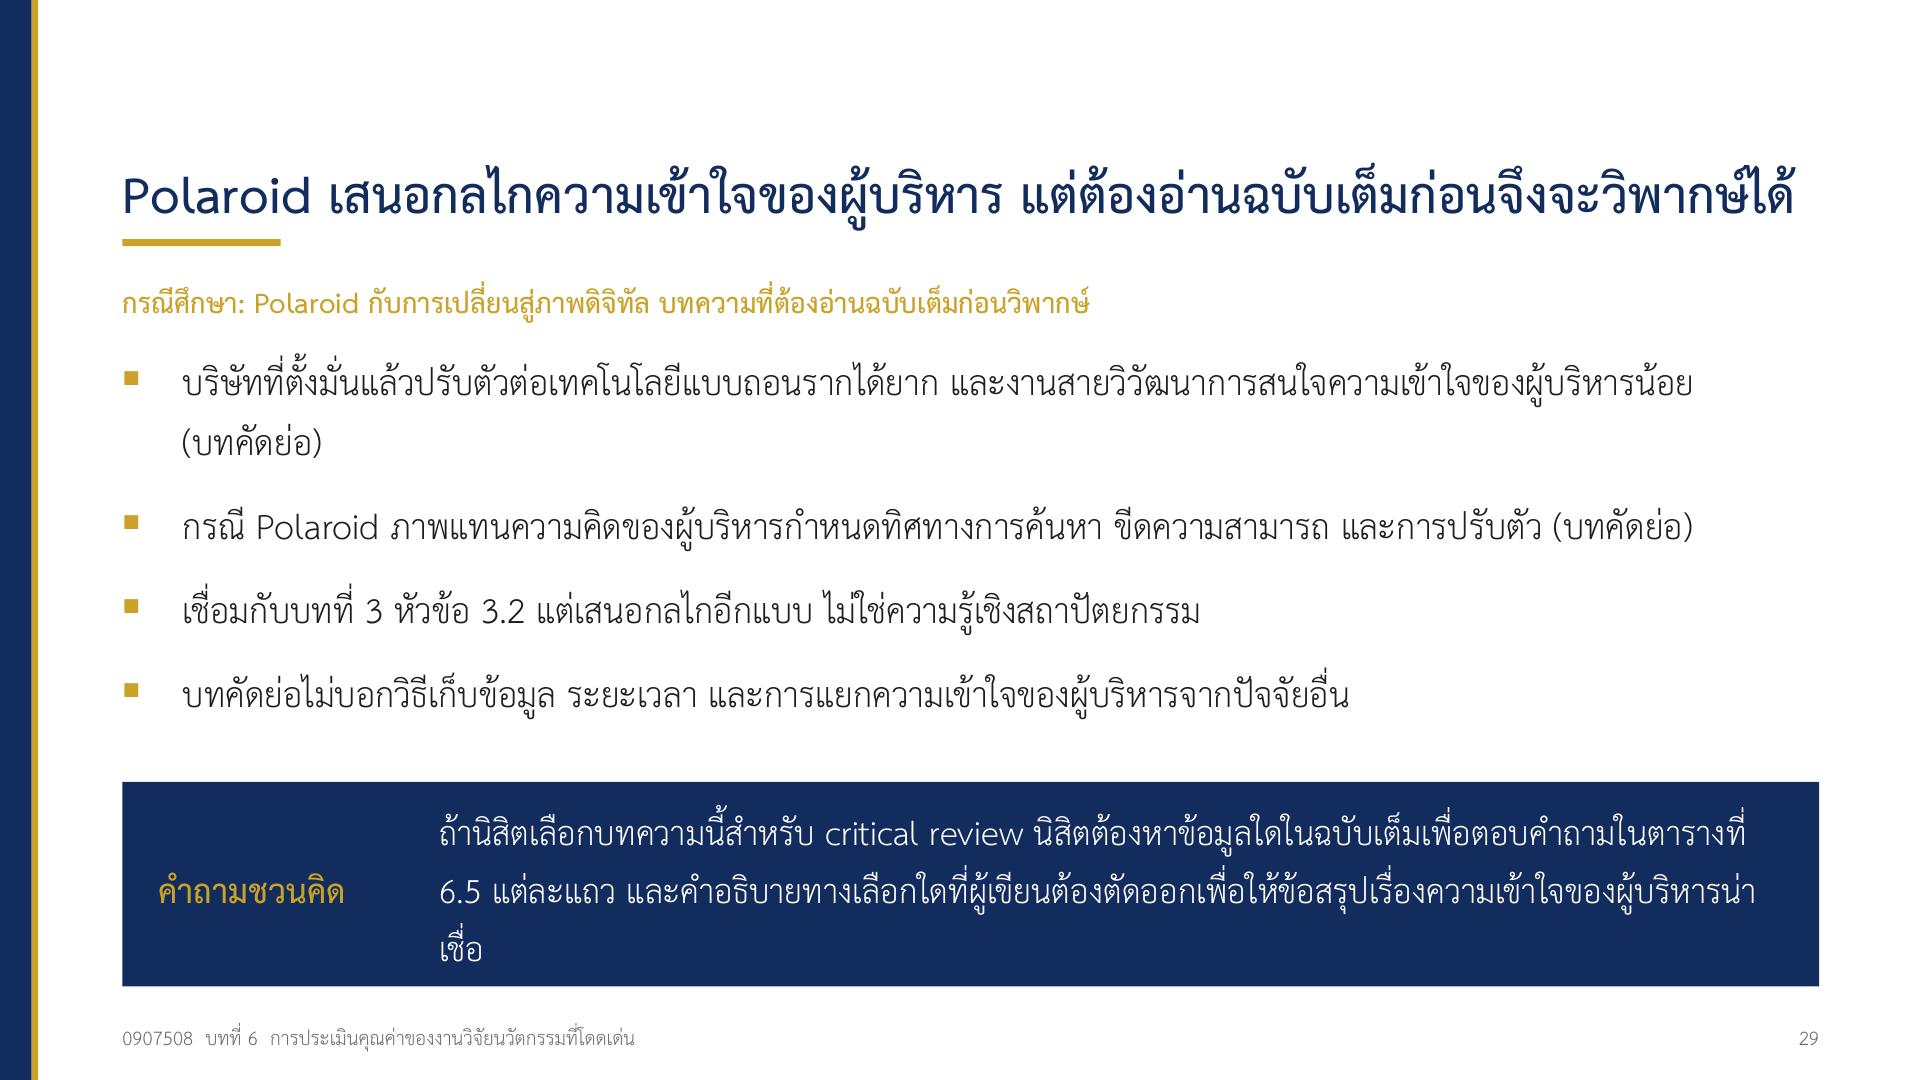 Polaroid เสนอกลไกความเข้าใจของผู้บริหาร แต่ต้องอ่านฉบับเต็มก่อนจึงจะวิพากษ์ได้
กรณีศึกษา: Polaroid กับการเปลี่ยนสู่ภาพดิจิทัล บทความที่ต้องอ่านฉบับเต็มก่อนวิพากษ์
▪ บริษัทที่ตั้งมั่นแล้วปรับตัวต่อเทคโนโลยีแบบถอนรากได้ยาก และงานสายวิวัฒนาการสนใจความเข้าใจของผู้บริหารน้อย
(บทคัดย่อ)
▪ กรณี Polaroid ภาพแทนความคิดของผู้บริหารกำหนดทิศทางการค้นหา ขีดความสามารถ และการปรับตัว (บทคัดย่อ)
▪ เชื่อมกับบทที่ 3 หัวข้อ 3.2 แต่เสนอกลไกอีกแบบ ไม่ใช่ความรู้เชิงสถาปัตยกรรม
▪ บทคัดย่อไม่บอกวิธีเก็บข้อมูล ระยะเวลา และการแยกความเข้าใจของผู้บริหารจากปัจจัยอื่น
คำถามชวนคิด
ถ้านิสิตเลือกบทความนี้สำหรับ critical review นิสิตต้องหาข้อมูลใดในฉบับเต็มเพื่อตอบคำถามในตารางที่
6.5 แต่ละแถว และคำอธิบายทางเลือกใดที่ผู้เขียนต้องตัดออกเพื่อให้ข้อสรุปเรื่องความเข้าใจของผู้บริหารน่า
เชื่อ
0907508 บทที่ 6 การประเมินคุณค่าของงานวิจัยนวัตกรรมที่โดดเด่น
29